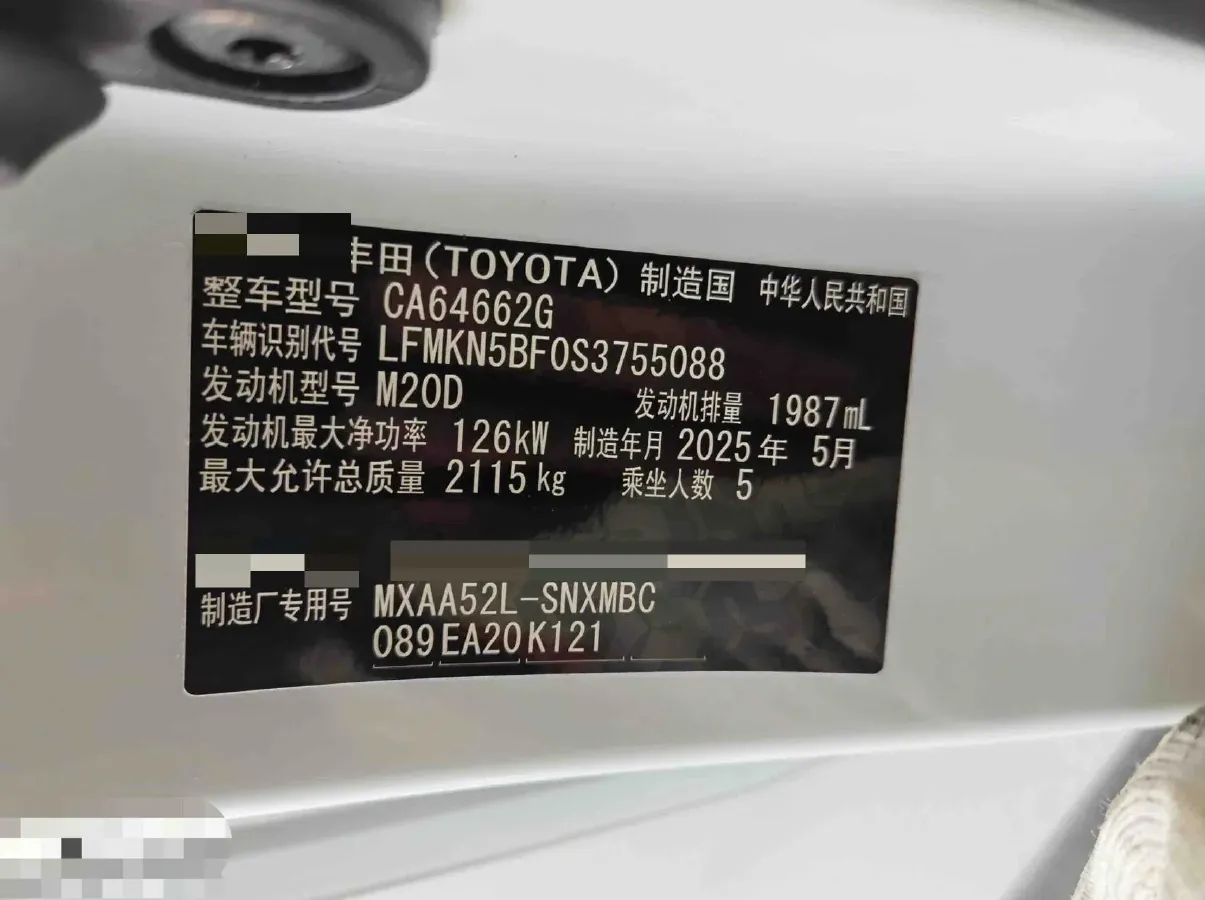 丰田(TOYOTA) 制造国 中华人民共和国
整车型号 CA64662G
车辆识别代号 LFMKN5BF0S3755088
发动机型号 M20D 发动机排量 1987mL
发动机最大净功率 126kW 制造年月 2025年 5月
最大允许总质量 2115kg 乘坐人数 5
制造厂专用号 MXAA52L-SNXMBC
089 EA20 K121